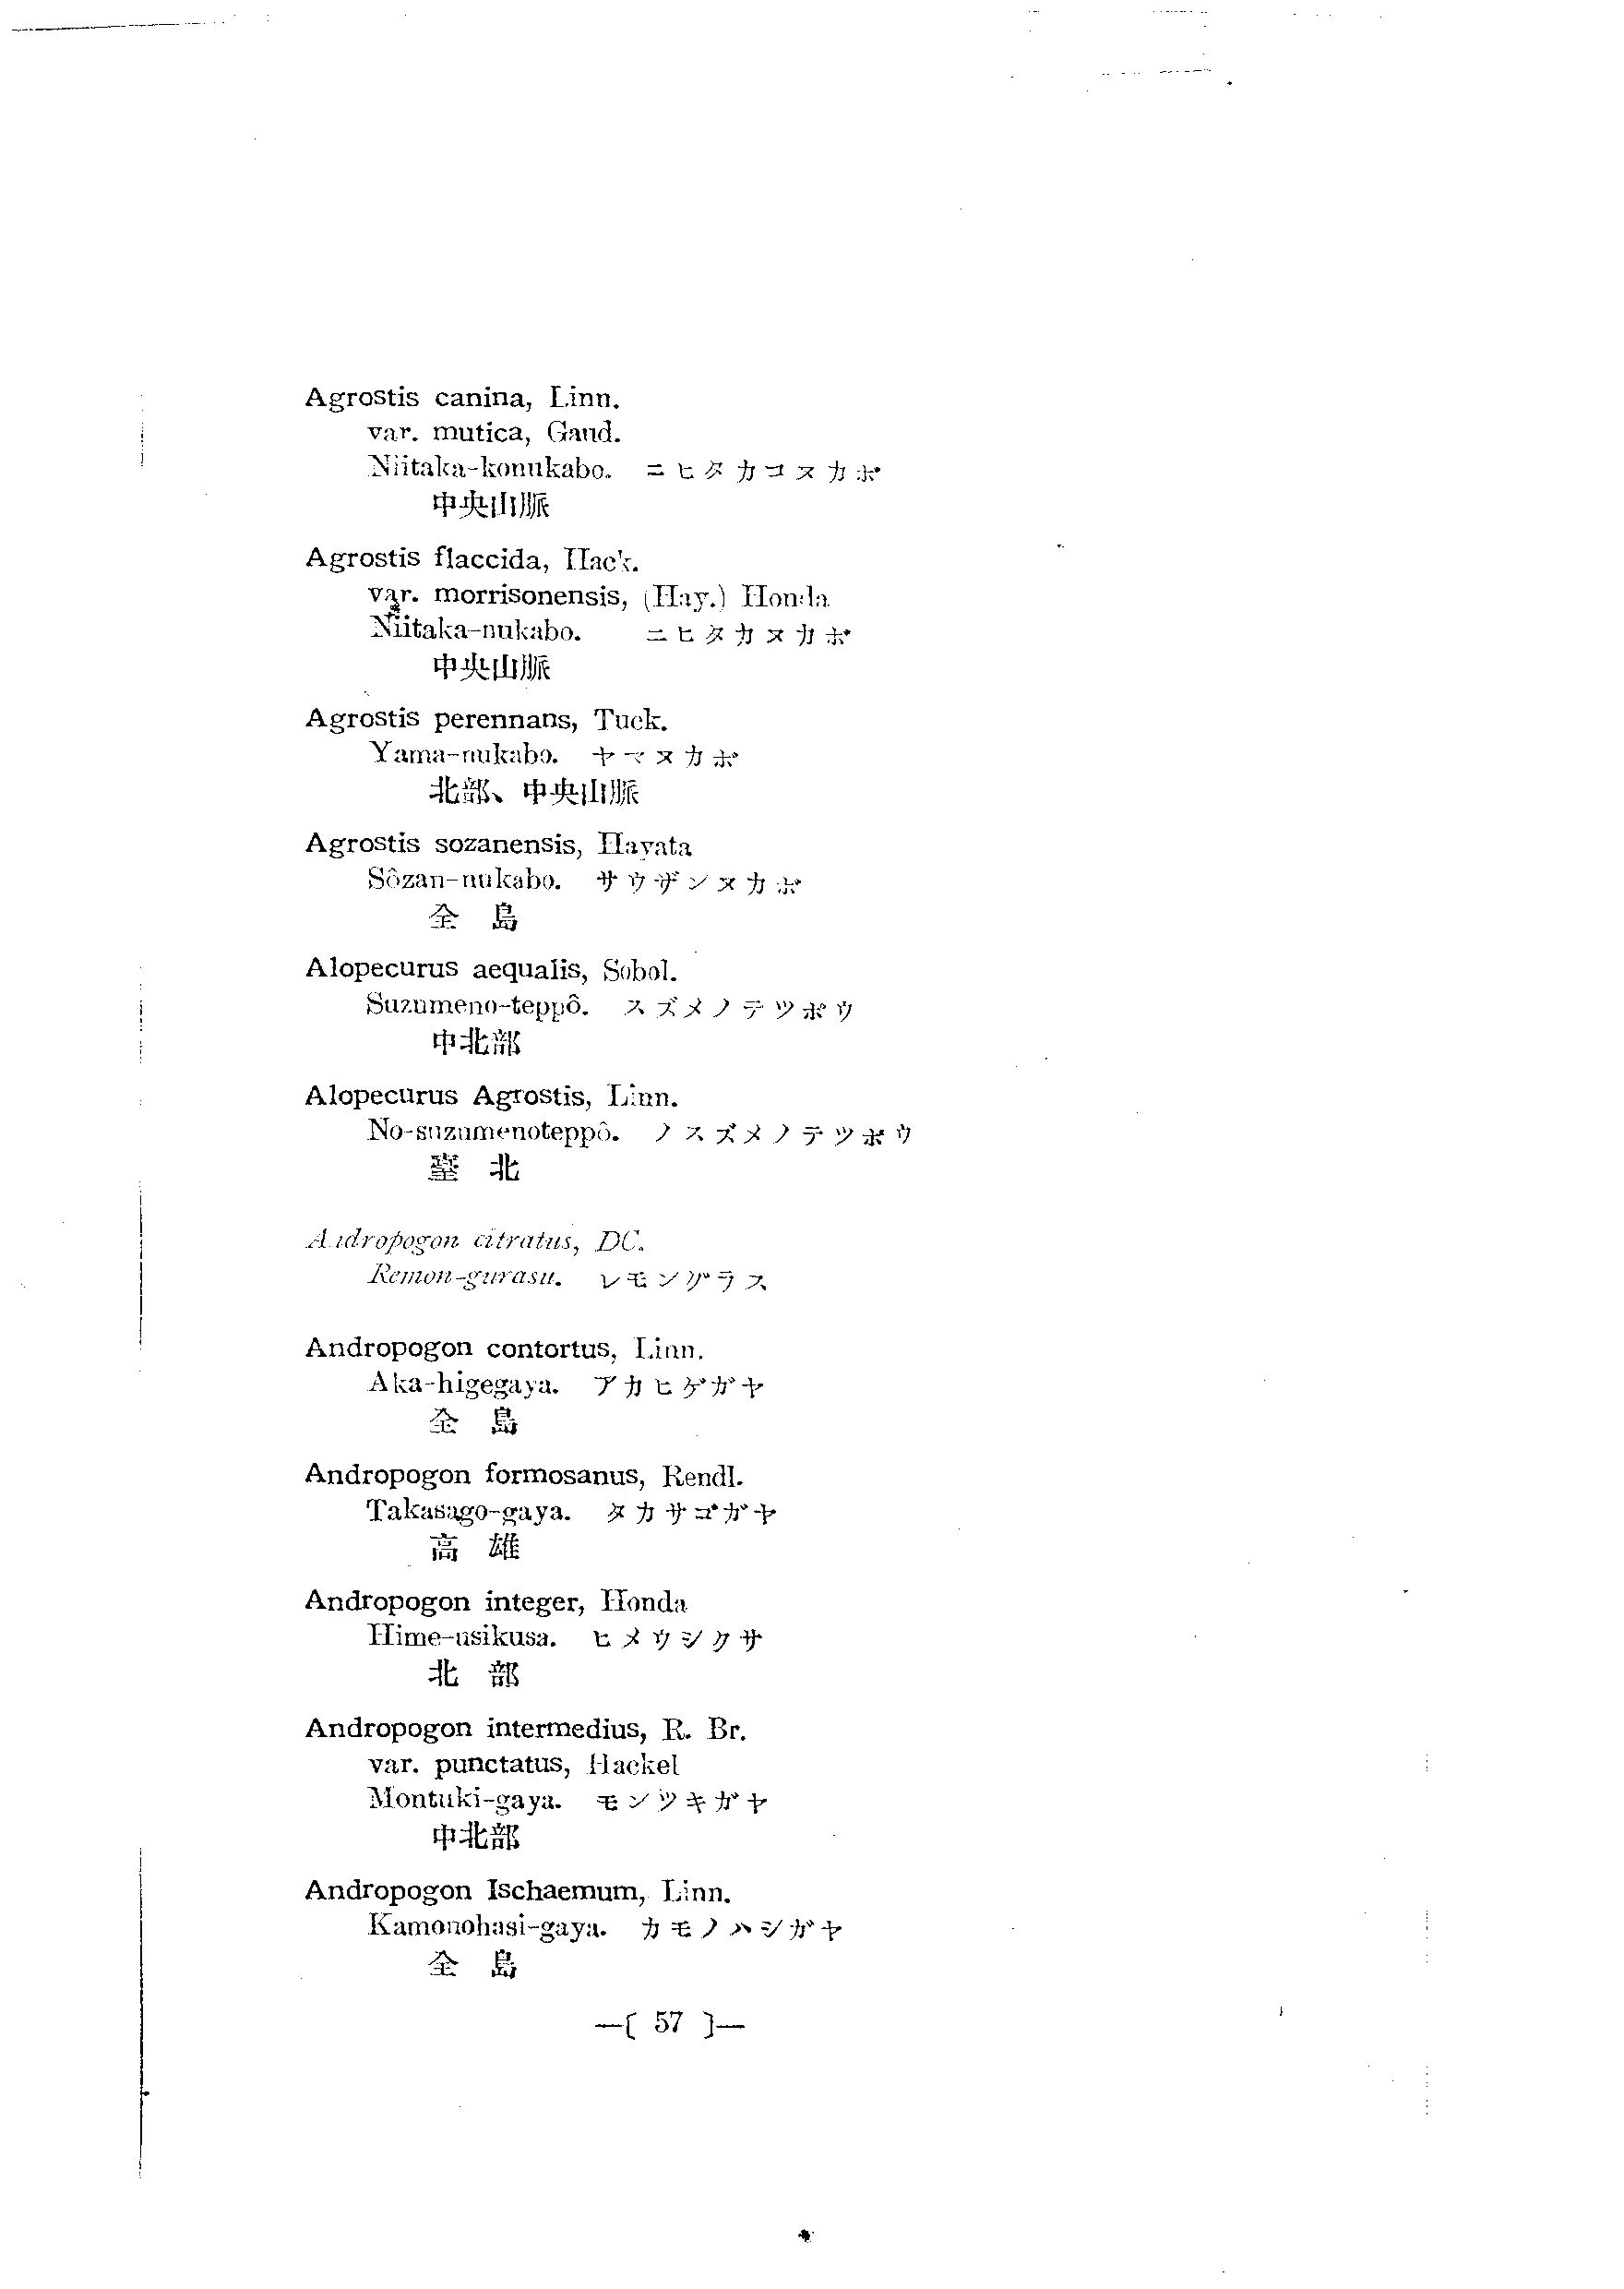 Agrostis canina, Linn.
var. mutica, Gaud.
Niitaka-konukabo. ニヒタカコヌカボ
中央山脈
Agrostis flaccida, Hack.
var. morrisonensis, (Hay.) Honda
Niitaka-nukabo. ニヒタカヌカボ
中央山脈
Agrostis perennans, Tuck.
Yama-nukabo. ヤマヌカボ
北部、中央山脈
Agrostis sozanensis, Hayata
Sôzan-nukabo. サウザンヌカボ
全 島
Alopecurus aequalis, Sobol.
Suzumeno-teppô. スズメノテツポウ
中北部
Alopecurus Agrostis, Linn.
No-suzumenoteppô. ノスズメノテツポウ
臺 北
Andropogon citratus, DC.
Remon-gurasu. レモングラス
Andropogon contortus, Linn.
Aka-higegaya. アカヒゲガヤ
全 島
Andropogon formosanus, Rendl.
Takasago-gaya. タカサゴガヤ
高 雄
Andropogon integer, Honda
Hime-usikusa. ヒメウシクサ
北 部
Andropogon intermedius, R. Br.
var. punctatus, Hackel
Montuki-gaya. モンツキガヤ
中北部
Andropogon Ischaemum, Linn.
Kamonohasi-gaya. カモノハシガヤ
全 島
—[ 57 ]—